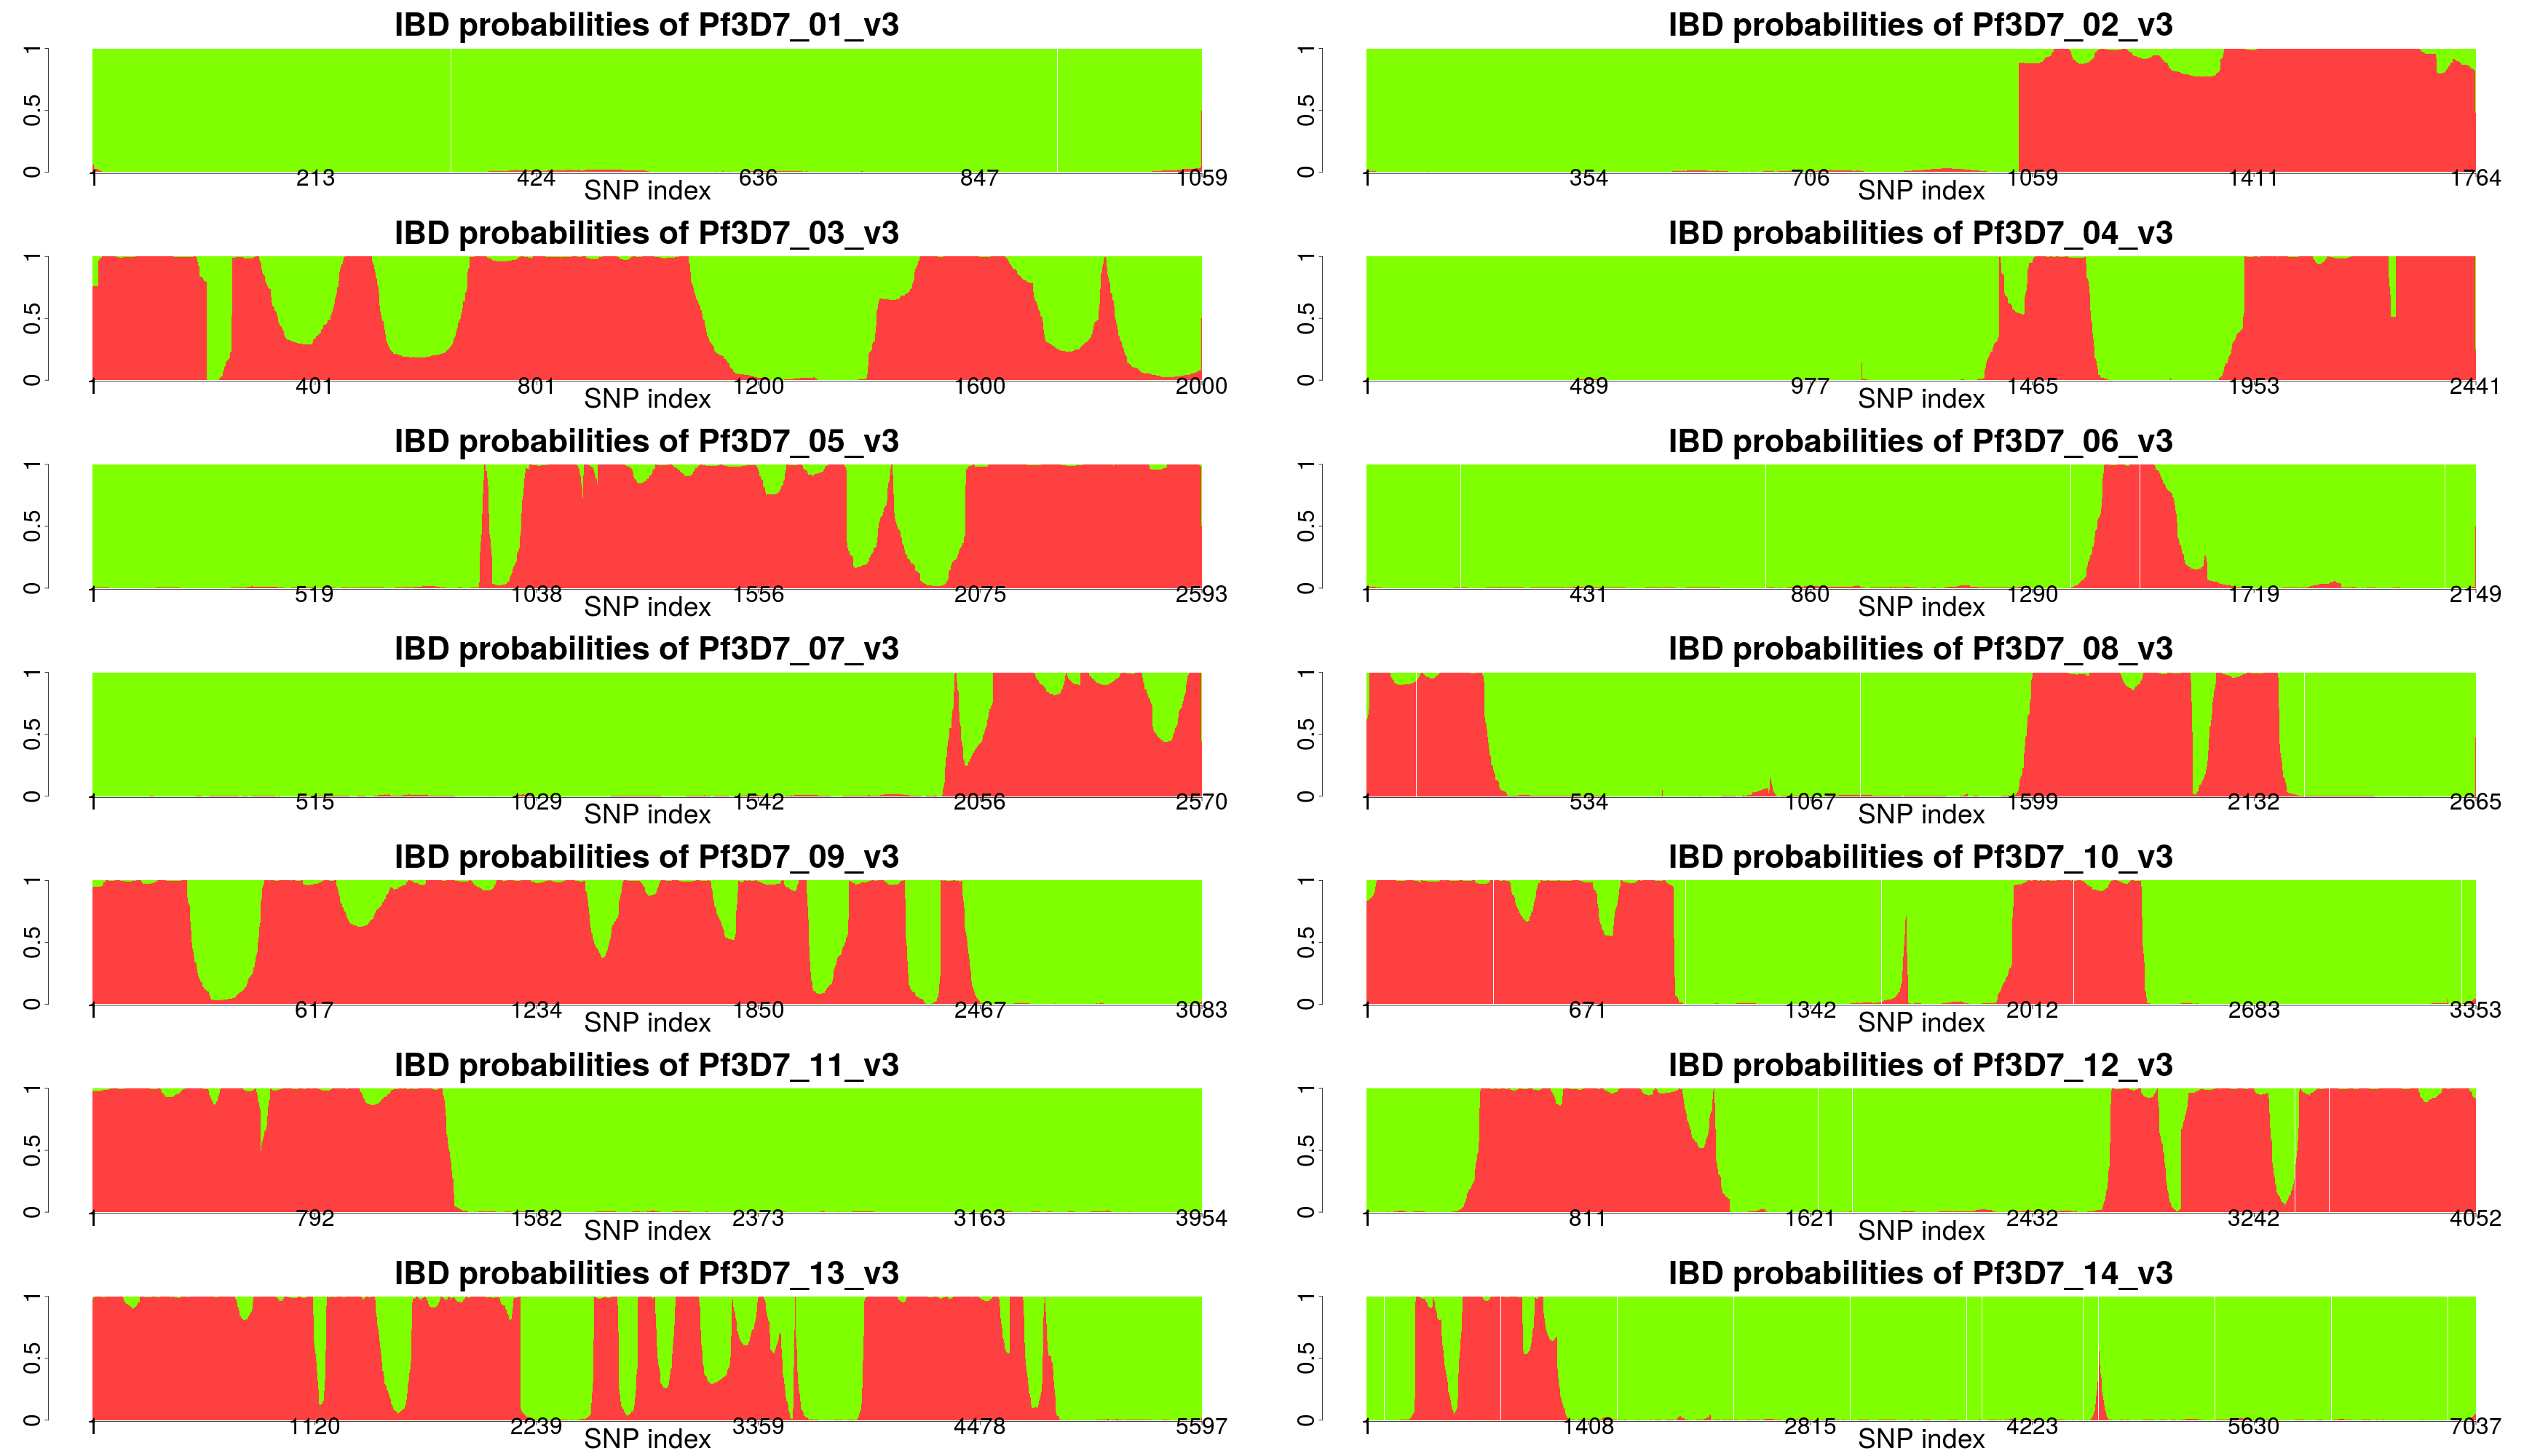 IBD probabilities of Pf3D7_01_v3
0 0.5 1
1 213 424 636 847 1059
SNP index
IBD probabilities of Pf3D7_02_v3
0 0.5 1
1 354 706 1059 1411 1764
SNP index
IBD probabilities of Pf3D7_03_v3
0 0.5 1
1 401 801 1200 1600 2000
SNP index
IBD probabilities of Pf3D7_04_v3
0 0.5 1
1 489 977 1465 1953 2441
SNP index
IBD probabilities of Pf3D7_05_v3
0 0.5 1
1 519 1038 1556 2075 2593
SNP index
IBD probabilities of Pf3D7_06_v3
0 0.5 1
1 431 860 1290 1719 2149
SNP index
IBD probabilities of Pf3D7_07_v3
0 0.5 1
1 515 1029 1542 2056 2570
SNP index
IBD probabilities of Pf3D7_08_v3
0 0.5 1
1 534 1067 1599 2132 2665
SNP index
IBD probabilities of Pf3D7_09_v3
0 0.5 1
1 617 1234 1850 2467 3083
SNP index
IBD probabilities of Pf3D7_10_v3
0 0.5 1
1 671 1342 2012 2683 3353
SNP index
IBD probabilities of Pf3D7_11_v3
0 0.5 1
1 792 1582 2373 3163 3954
SNP index
IBD probabilities of Pf3D7_12_v3
0 0.5 1
1 811 1621 2432 3242 4052
SNP index
IBD probabilities of Pf3D7_13_v3
0 0.5 1
1 1120 2239 3359 4478 5597
SNP index
IBD probabilities of Pf3D7_14_v3
0 0.5 1
1 1408 2815 4223 5630 7037
SNP index